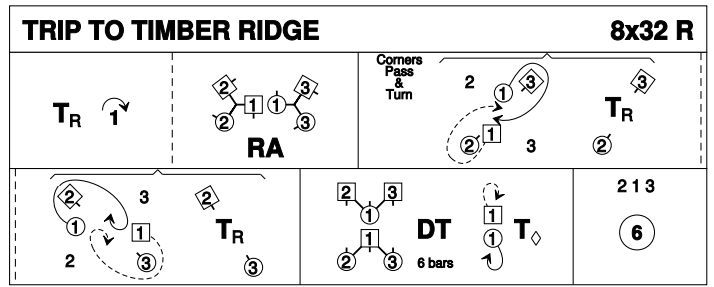 TRIP TO TIMBER RIDGE 8x32 R
TR 1
2 3
1 1
2 3
RA
Corners
Pass
&
Turn
2 3 3
1
TR
1
2 3 2
2 3 2
1 1
TR
2 3 3
2 3
1
DT
1
2 3
6 bars
1
1
T◇
2 1 3
6